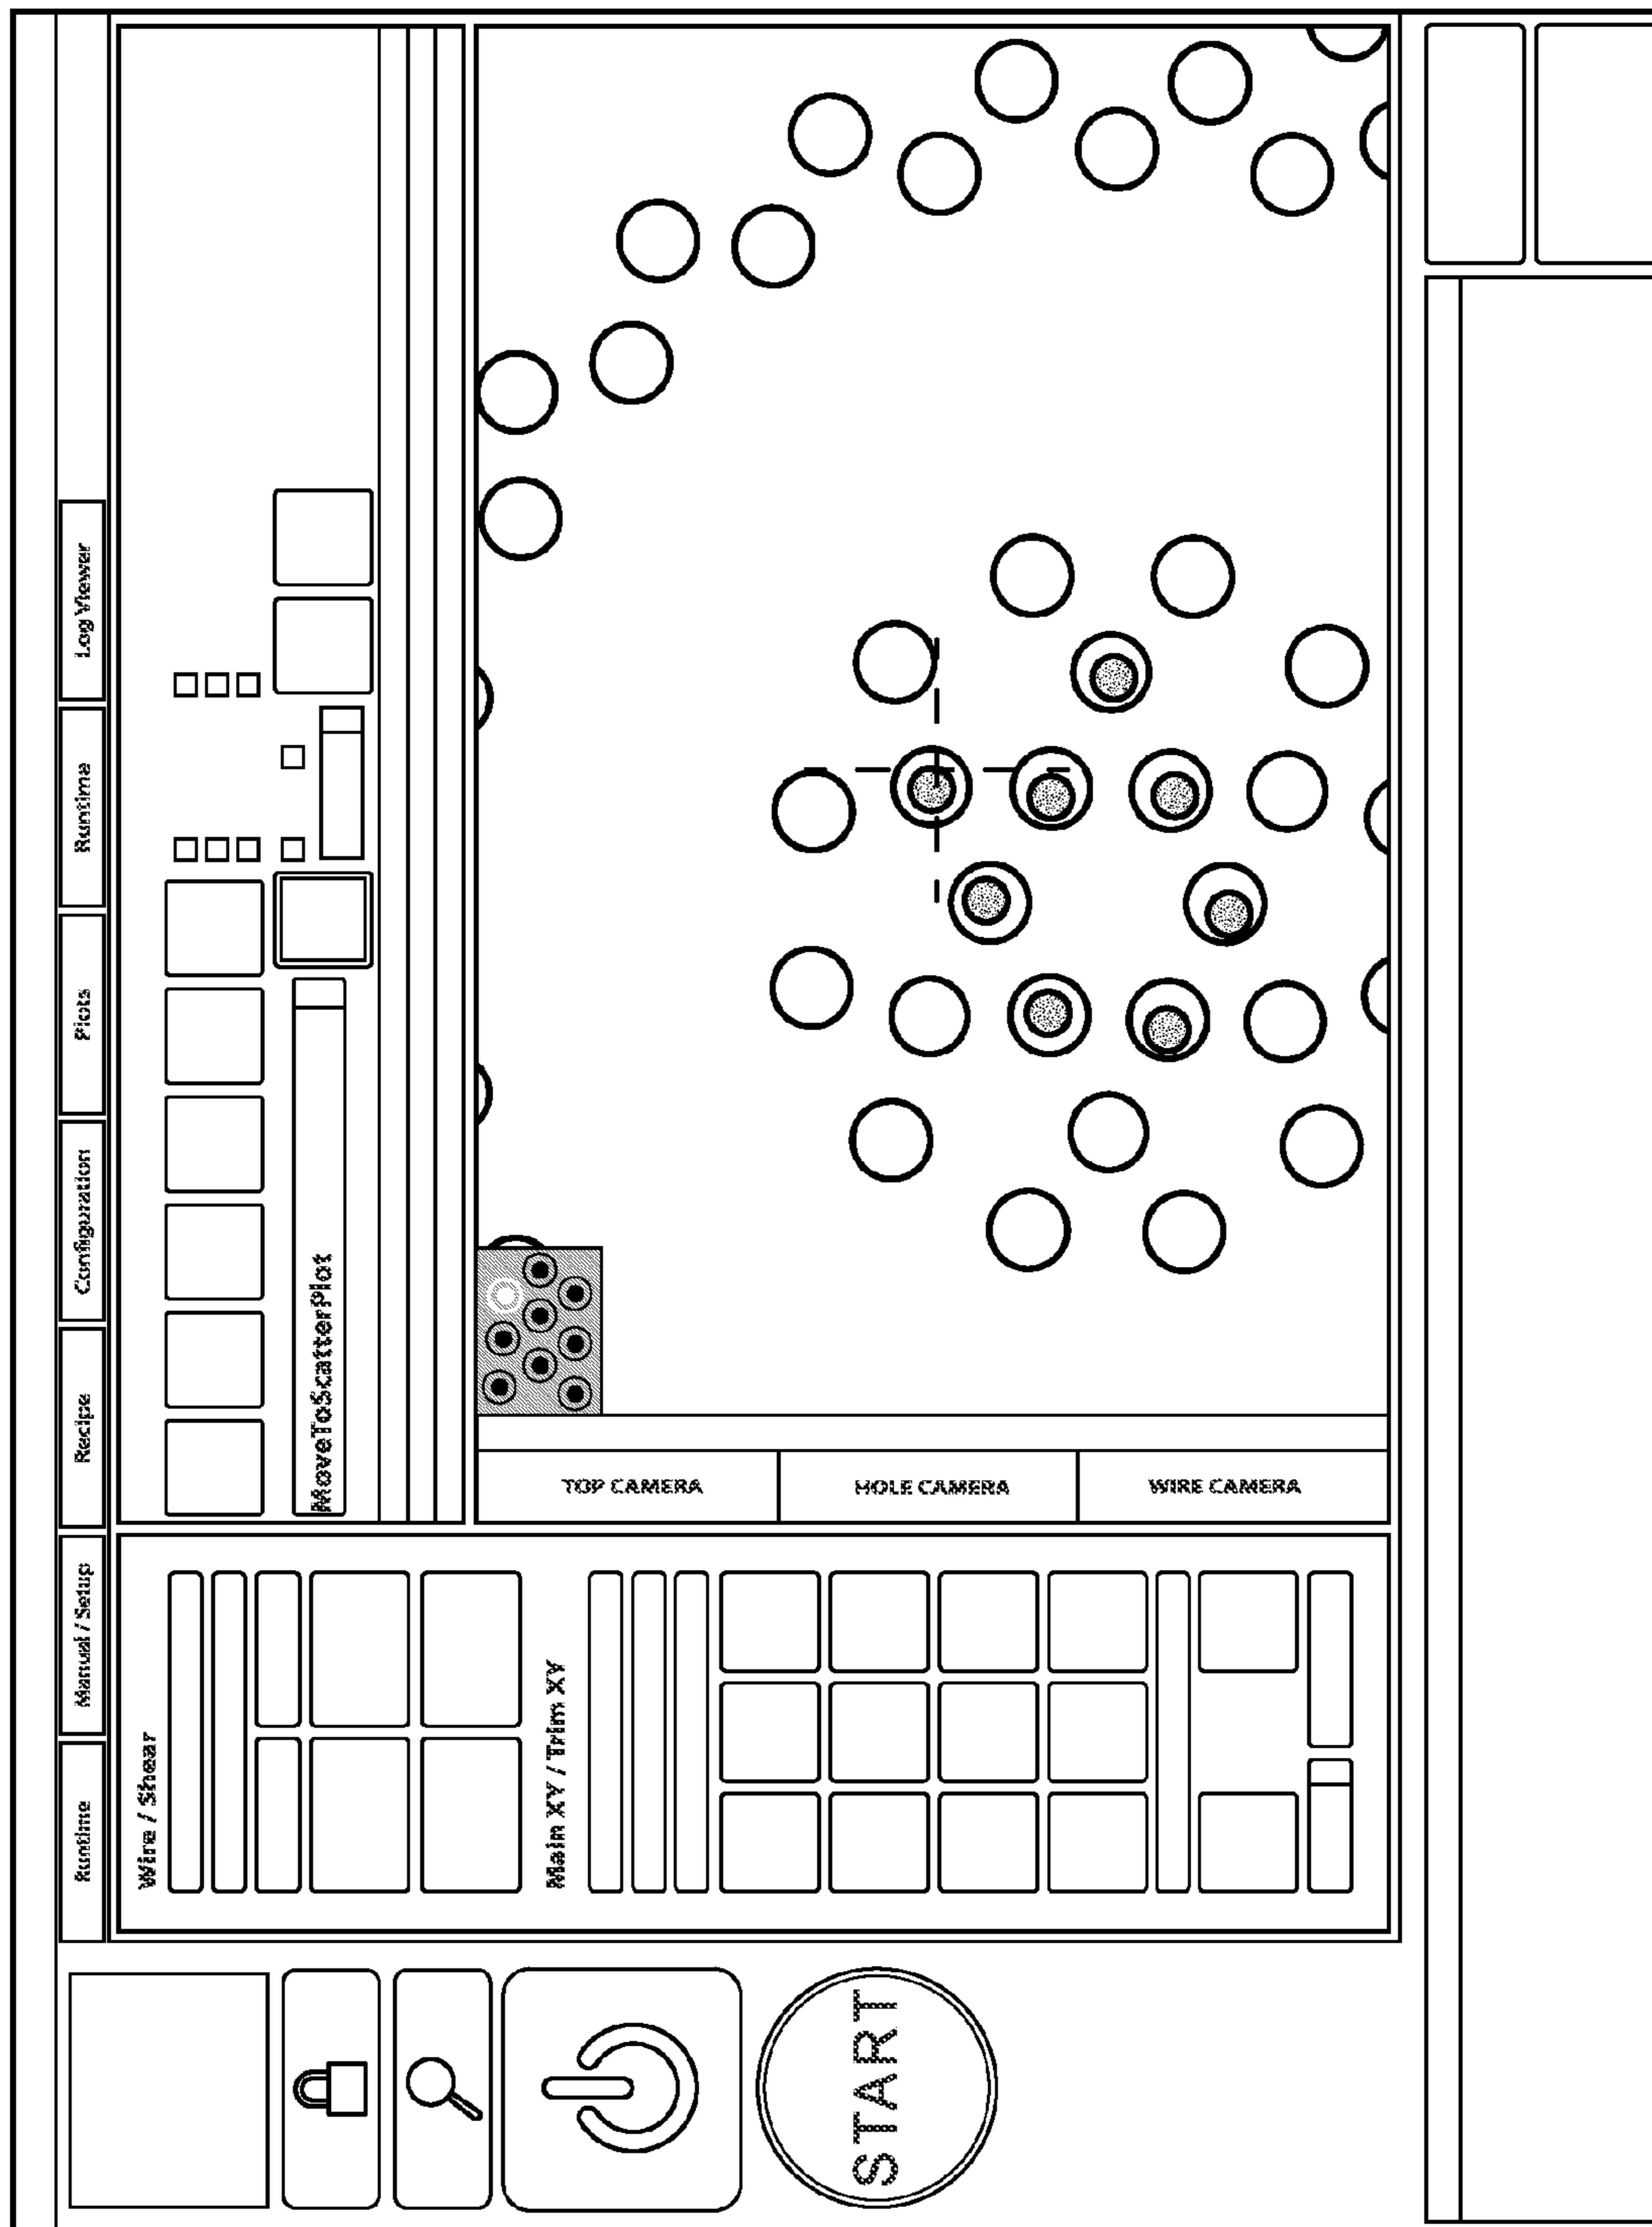 Runtime
Manual / Setup
Recipe
Configuration
Plots
Runtime
Log Viewer
Wire / Shear
MoveToScatterPlot
Main XY / Trim XY
TOP CAMERA
HOLE CAMERA
WIRE CAMERA
START